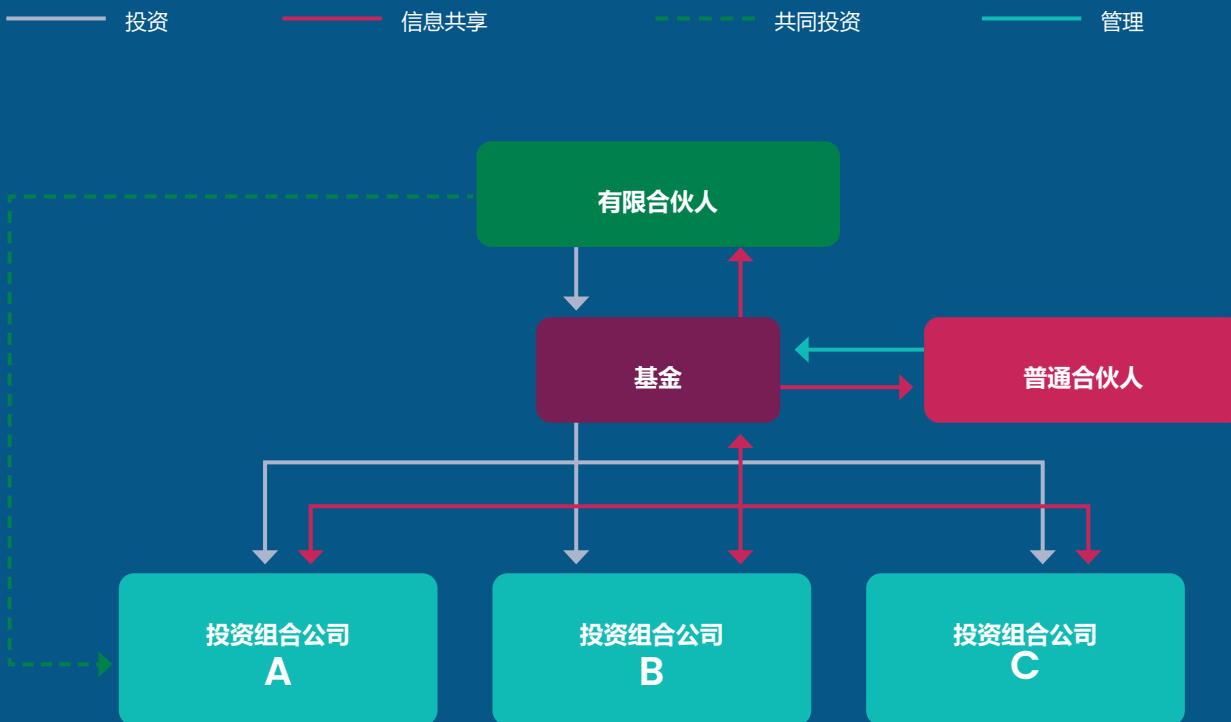 投资
信息共享
共同投资
管理
有限合伙人
基金
普通合伙人
投资组合公司
A
投资组合公司
B
投资组合公司
C